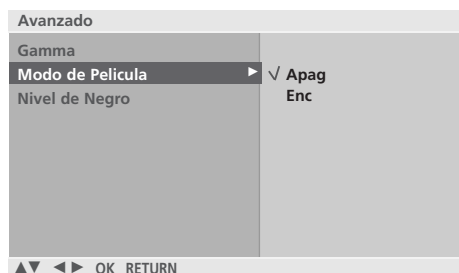 Avanzado
Gamma
Modo de Pelicula ► √ Apag
Nivel de Negro Enc
▲▼ ◄► OK RETURN